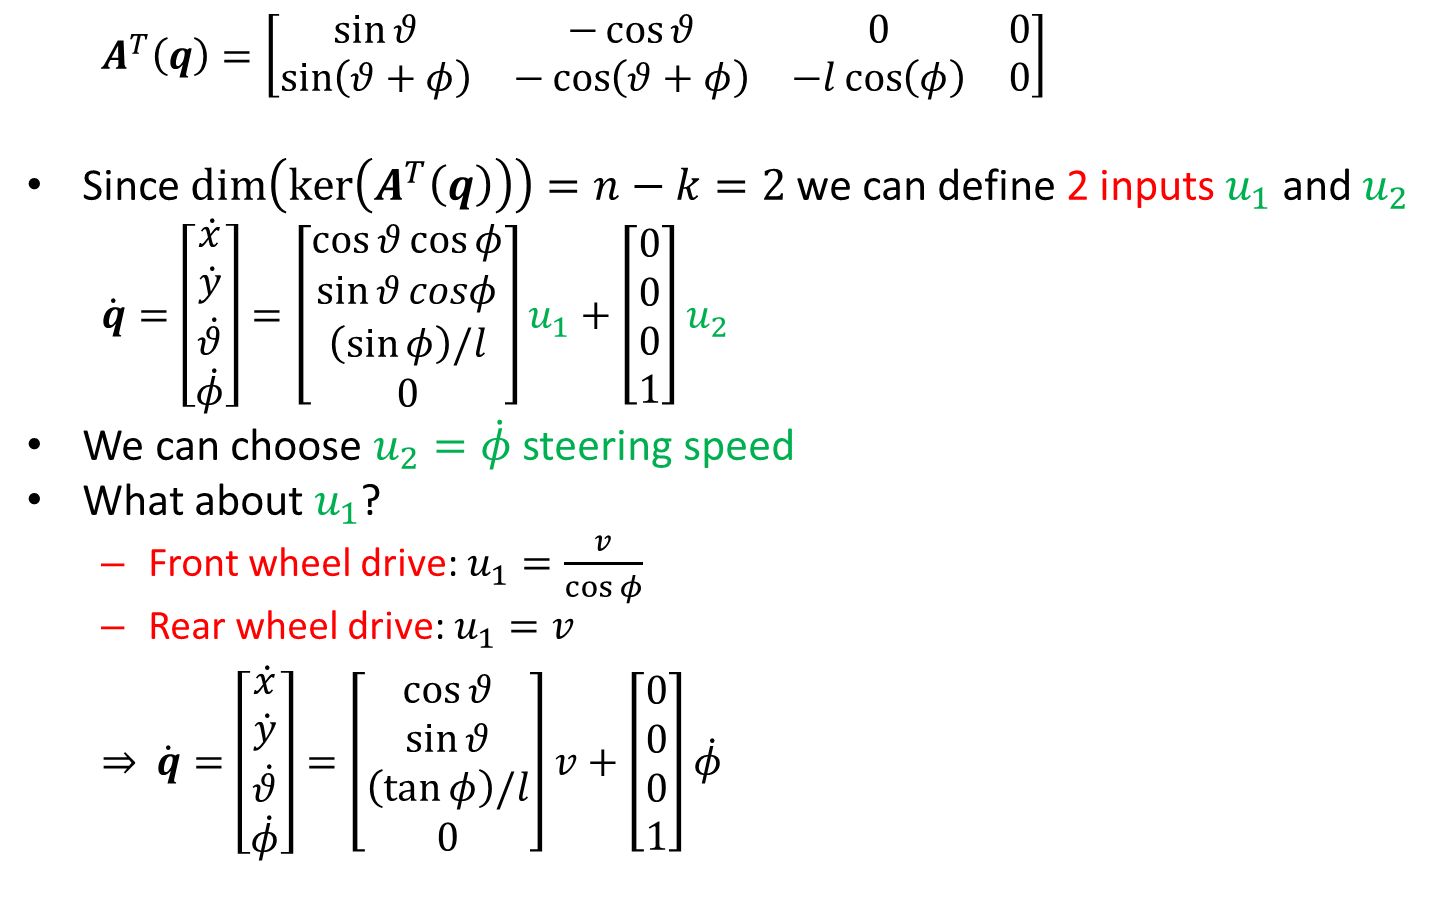 𝑨ᵀ(𝒒) = [sin ϑ  − cos ϑ  0  0
sin(ϑ + ϕ)  − cos(ϑ + ϕ)  −l cos(ϕ)  0]
• Since dim(ker(𝑨ᵀ(𝒒))) = n − k = 2 we can define 2 inputs u₁ and u₂
q̇ = [ẋ ẏ ϑ̇ ϕ̇] = [cos ϑ cos ϕ  sin ϑ cosϕ  (sin ϕ)/l  0] u₁ + [0 0 0 1] u₂
• We can choose u₂ = ϕ̇ steering speed
• What about u₁?
– Front wheel drive: u₁ = v / cos ϕ
– Rear wheel drive: u₁ = v
⇒ q̇ = [ẋ ẏ ϑ̇ ϕ̇] = [cos ϑ  sin ϑ  (tan ϕ)/l  0] v + [0 0 0 1] ϕ̇